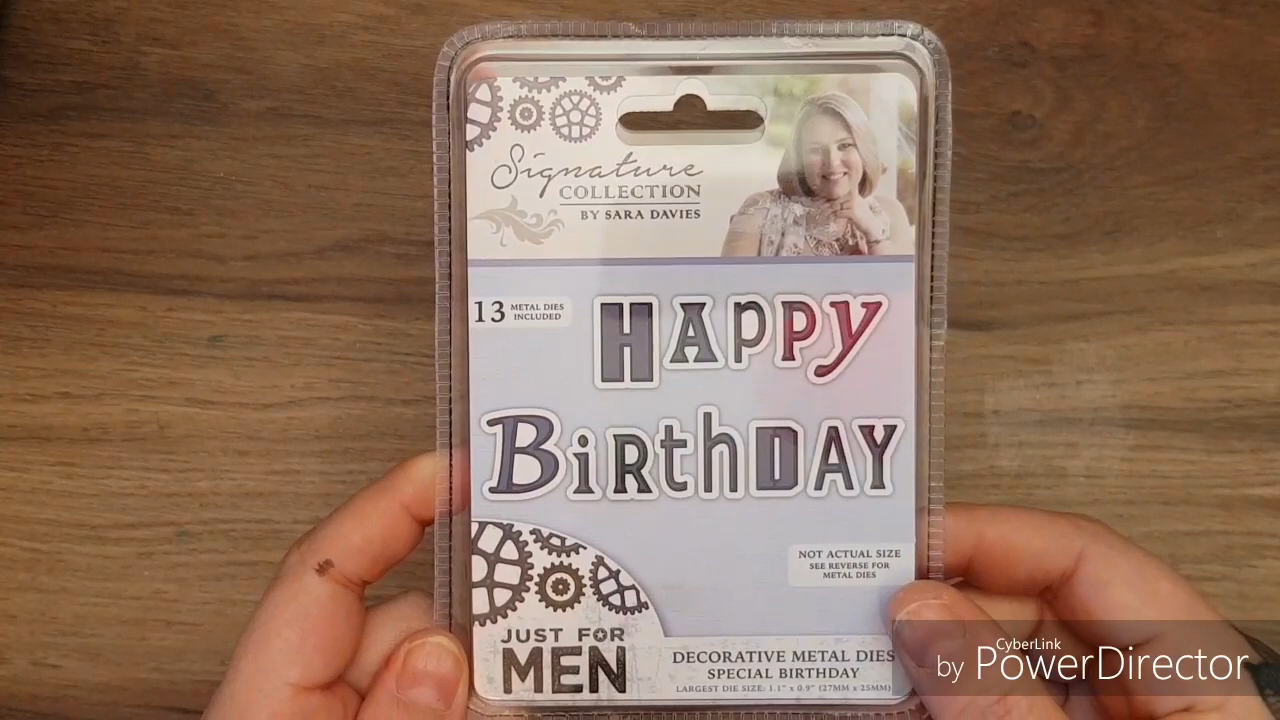 Signature
COLLECTION
BY SARA DAVIES
13 METAL DIES
INCLUDED
HAppy
BiRthDAY
NOT ACTUAL SIZE
SEE REVERSE FOR
METAL DIES
JUST FOR
MEN
DECORATIVE METAL DIES
SPECIAL BIRTHDAY
LARGEST DIE SIZE: 1.1" x 0.9" (27MM x 25MM)
CyberLink
by PowerDirector